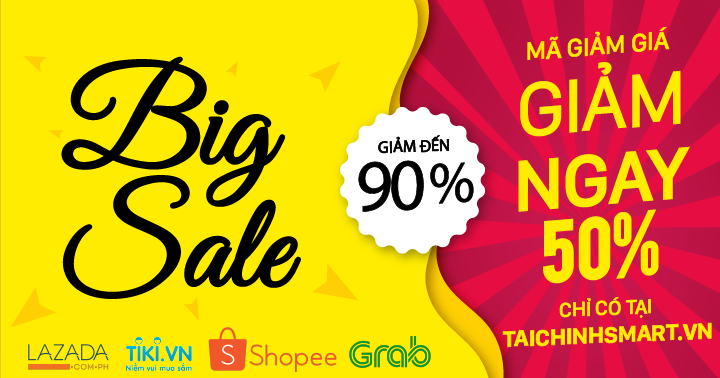 Big
Sale
GIẢM ĐẾN
90%
MÃ GIẢM GIÁ
GIẢM
NGAY
50%
CHỈ CÓ TẠI
TAICHINHSMART.VN
LAZADA
.COM.PH
TIKI.VN
Niềm vui mua sắm
S Shopee
Grab